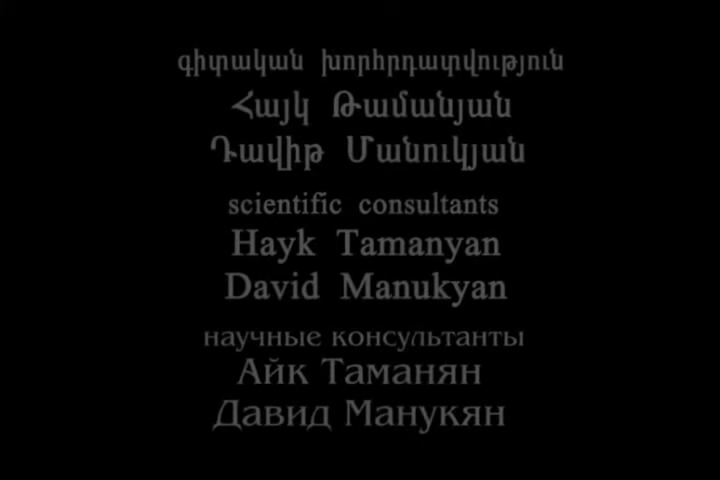 գիտական խորհրդատվություն
Հայկ Թամանյան
Դավիթ Մանուկյան
scientific consultants
Hayk Tamanyan
David Manukyan
научные консультанты
Айк Таманян
Давид Манукян